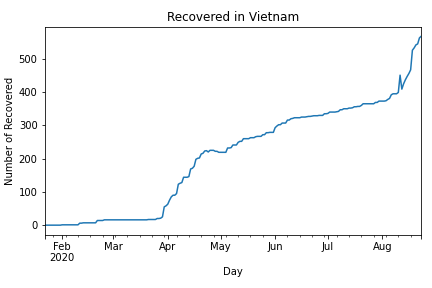 Recovered in Vietnam
Number of Recovered
500
400
300
200
100
0
Feb
2020
Mar
Apr
May
Jun
Jul
Aug
Day